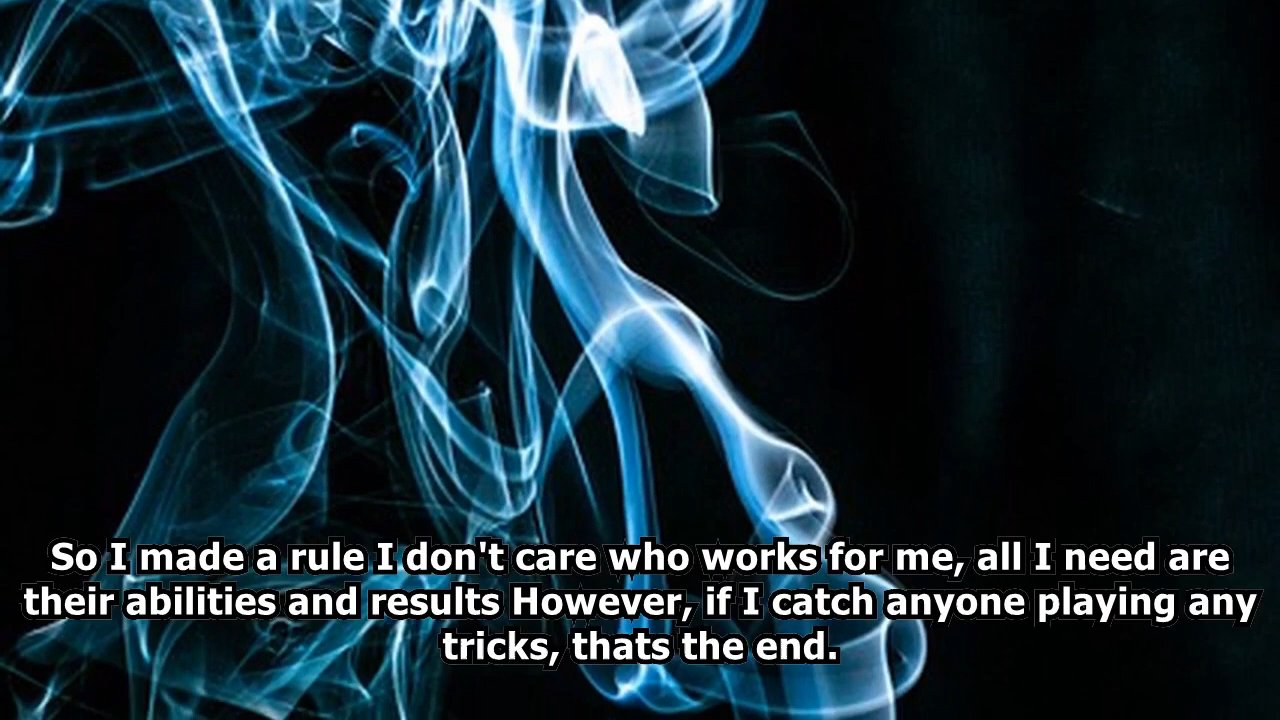 So I made a rule I don't care who works for me, all I need are
their abilities and results However, if I catch anyone playing any
tricks, thats the end.